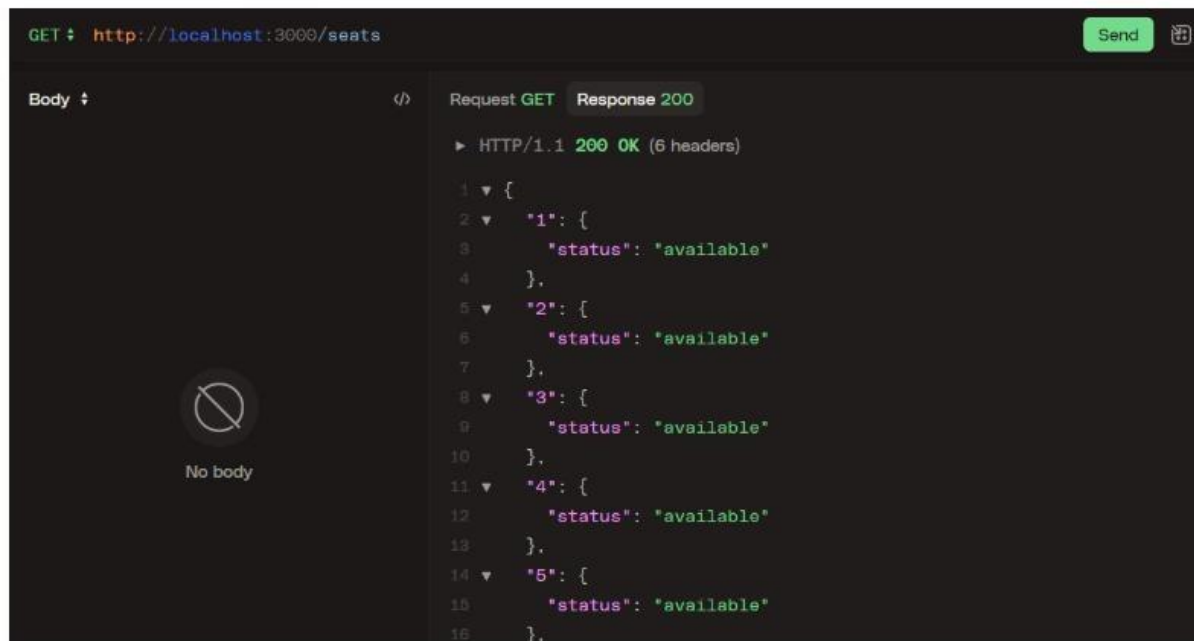 GET http://localhost:3000/seats Send
Body </> Request GET Response 200
▶ HTTP/1.1 200 OK (6 headers)
1 ▼ {
2 ▼ "1": {
3 "status": "available"
4 },
5 ▼ "2": {
6 "status": "available"
7 },
8 ▼ "3": {
9 "status": "available"
10 },
11 ▼ "4": {
12 "status": "available"
13 },
14 ▼ "5": {
15 "status": "available"
16 },
No body